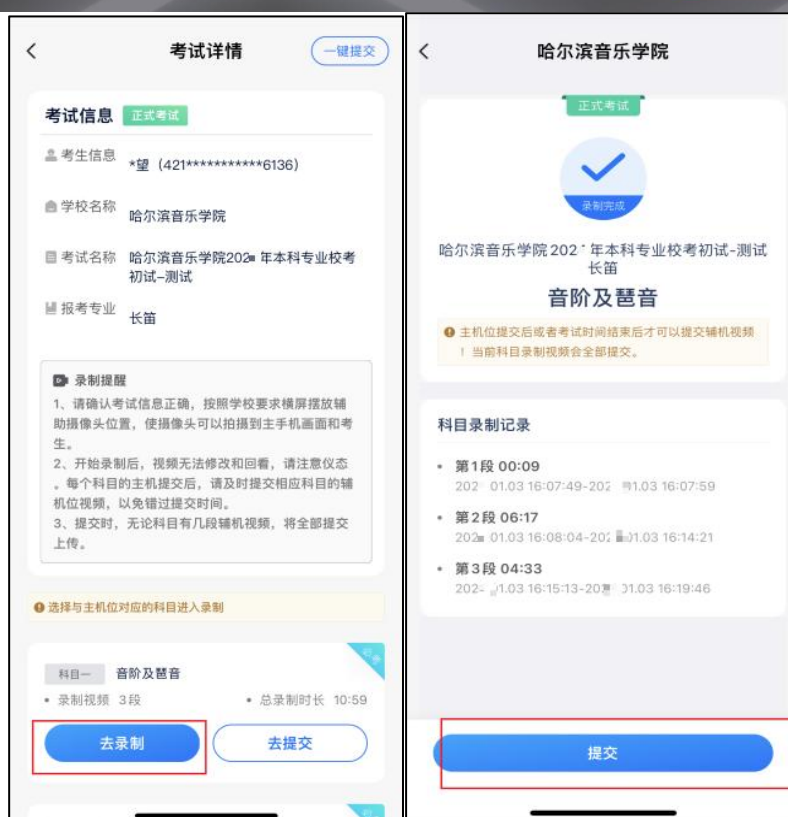 考试详情
一键提交
考试信息 正式考试
考生信息 *望（421***********6136）
学校名称 哈尔滨音乐学院
考试名称 哈尔滨音乐学院202 年本科专业校考
初试-测试
报考专业 长笛
录制提醒
1、请确认考试信息正确，按照学校要求横屏摆放辅
助摄像头位置，使摄像头可以拍摄到主手机画面和考
生。
2、开始录制后，视频无法修改和回看，请注意仪态
。每个科目的主机提交后，请及时提交相应科目的辅
机位视频，以免错过提交时间。
3、提交时，无论科目有几段辅机视频，将全部提交
上传。
选择与主机位对应的科目进入录制
科目一 音阶及琶音
• 录制视频 3段 • 总录制时长 10:59
去录制 去提交
哈尔滨音乐学院
正式考试
录制完成
哈尔滨音乐学院202 年本科专业校考初试-测试
长笛
音阶及琶音
主机位提交后或者考试时间结束后才可以提交辅机视频
！当前科目录制视频会全部提交。
科目录制记录
• 第1段 00:09
202 01.03 16:07:49-202 01.03 16:07:59
• 第2段 06:17
202 01.03 16:08:04-202 01.03 16:14:21
• 第3段 04:33
202 01.03 16:15:13-202 01.03 16:19:46
提交